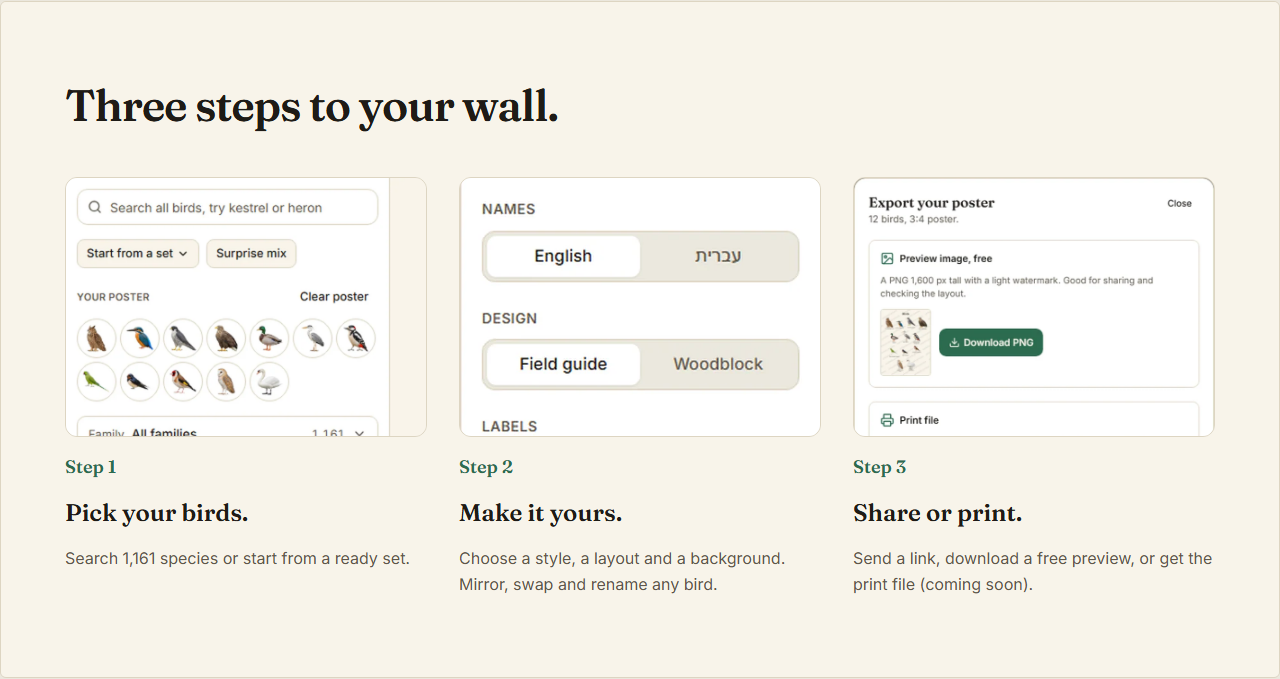 Three steps to your wall.
Search all birds, try kestrel or heron
Start from a set
Surprise mix
YOUR POSTER
Clear poster
Family All families 1,161
Step 1
Pick your birds.
Search 1,161 species or start from a ready set.
NAMES
English
עברית
DESIGN
Field guide
Woodblock
LABELS
Step 2
Make it yours.
Choose a style, a layout and a background.
Mirror, swap and rename any bird.
Export your poster
Close
12 birds, 3:4 poster.
Preview image, free
A PNG 1,600 px tall with a light watermark. Good for sharing and
checking the layout.
Download PNG
Print file
Step 3
Share or print.
Send a link, download a free preview, or get the
print file (coming soon).